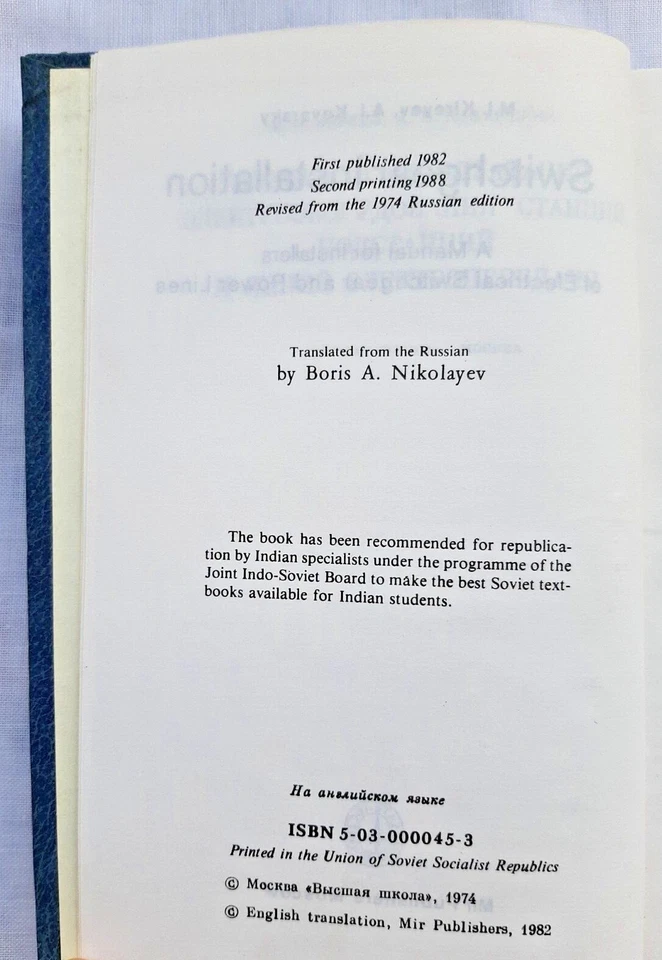 First published 1982
Second printing 1988
Revised from the 1974 Russian edition
Translated from the Russian
by Boris A. Nikolayev
The book has been recommended for republica-
tion by Indian specialists under the programme of the
Joint Indo-Soviet Board to make the best Soviet text-
books available for Indian students.
На английском языке
ISBN 5-03-000045-3
Printed in the Union of Soviet Socialist Republics
© Москва «Высшая школа», 1974
© English translation, Mir Publishers, 1982